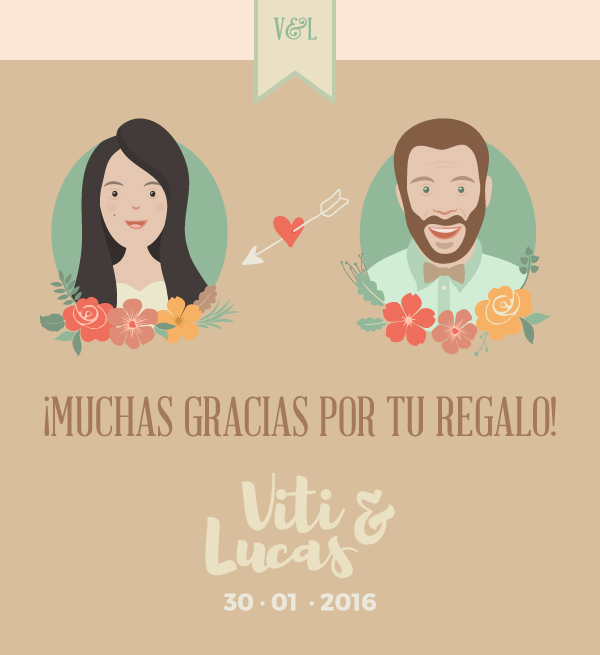 V&L
¡MUCHAS GRACIAS POR TU REGALO!
Viti &
Lucas
30 · 01 · 2016